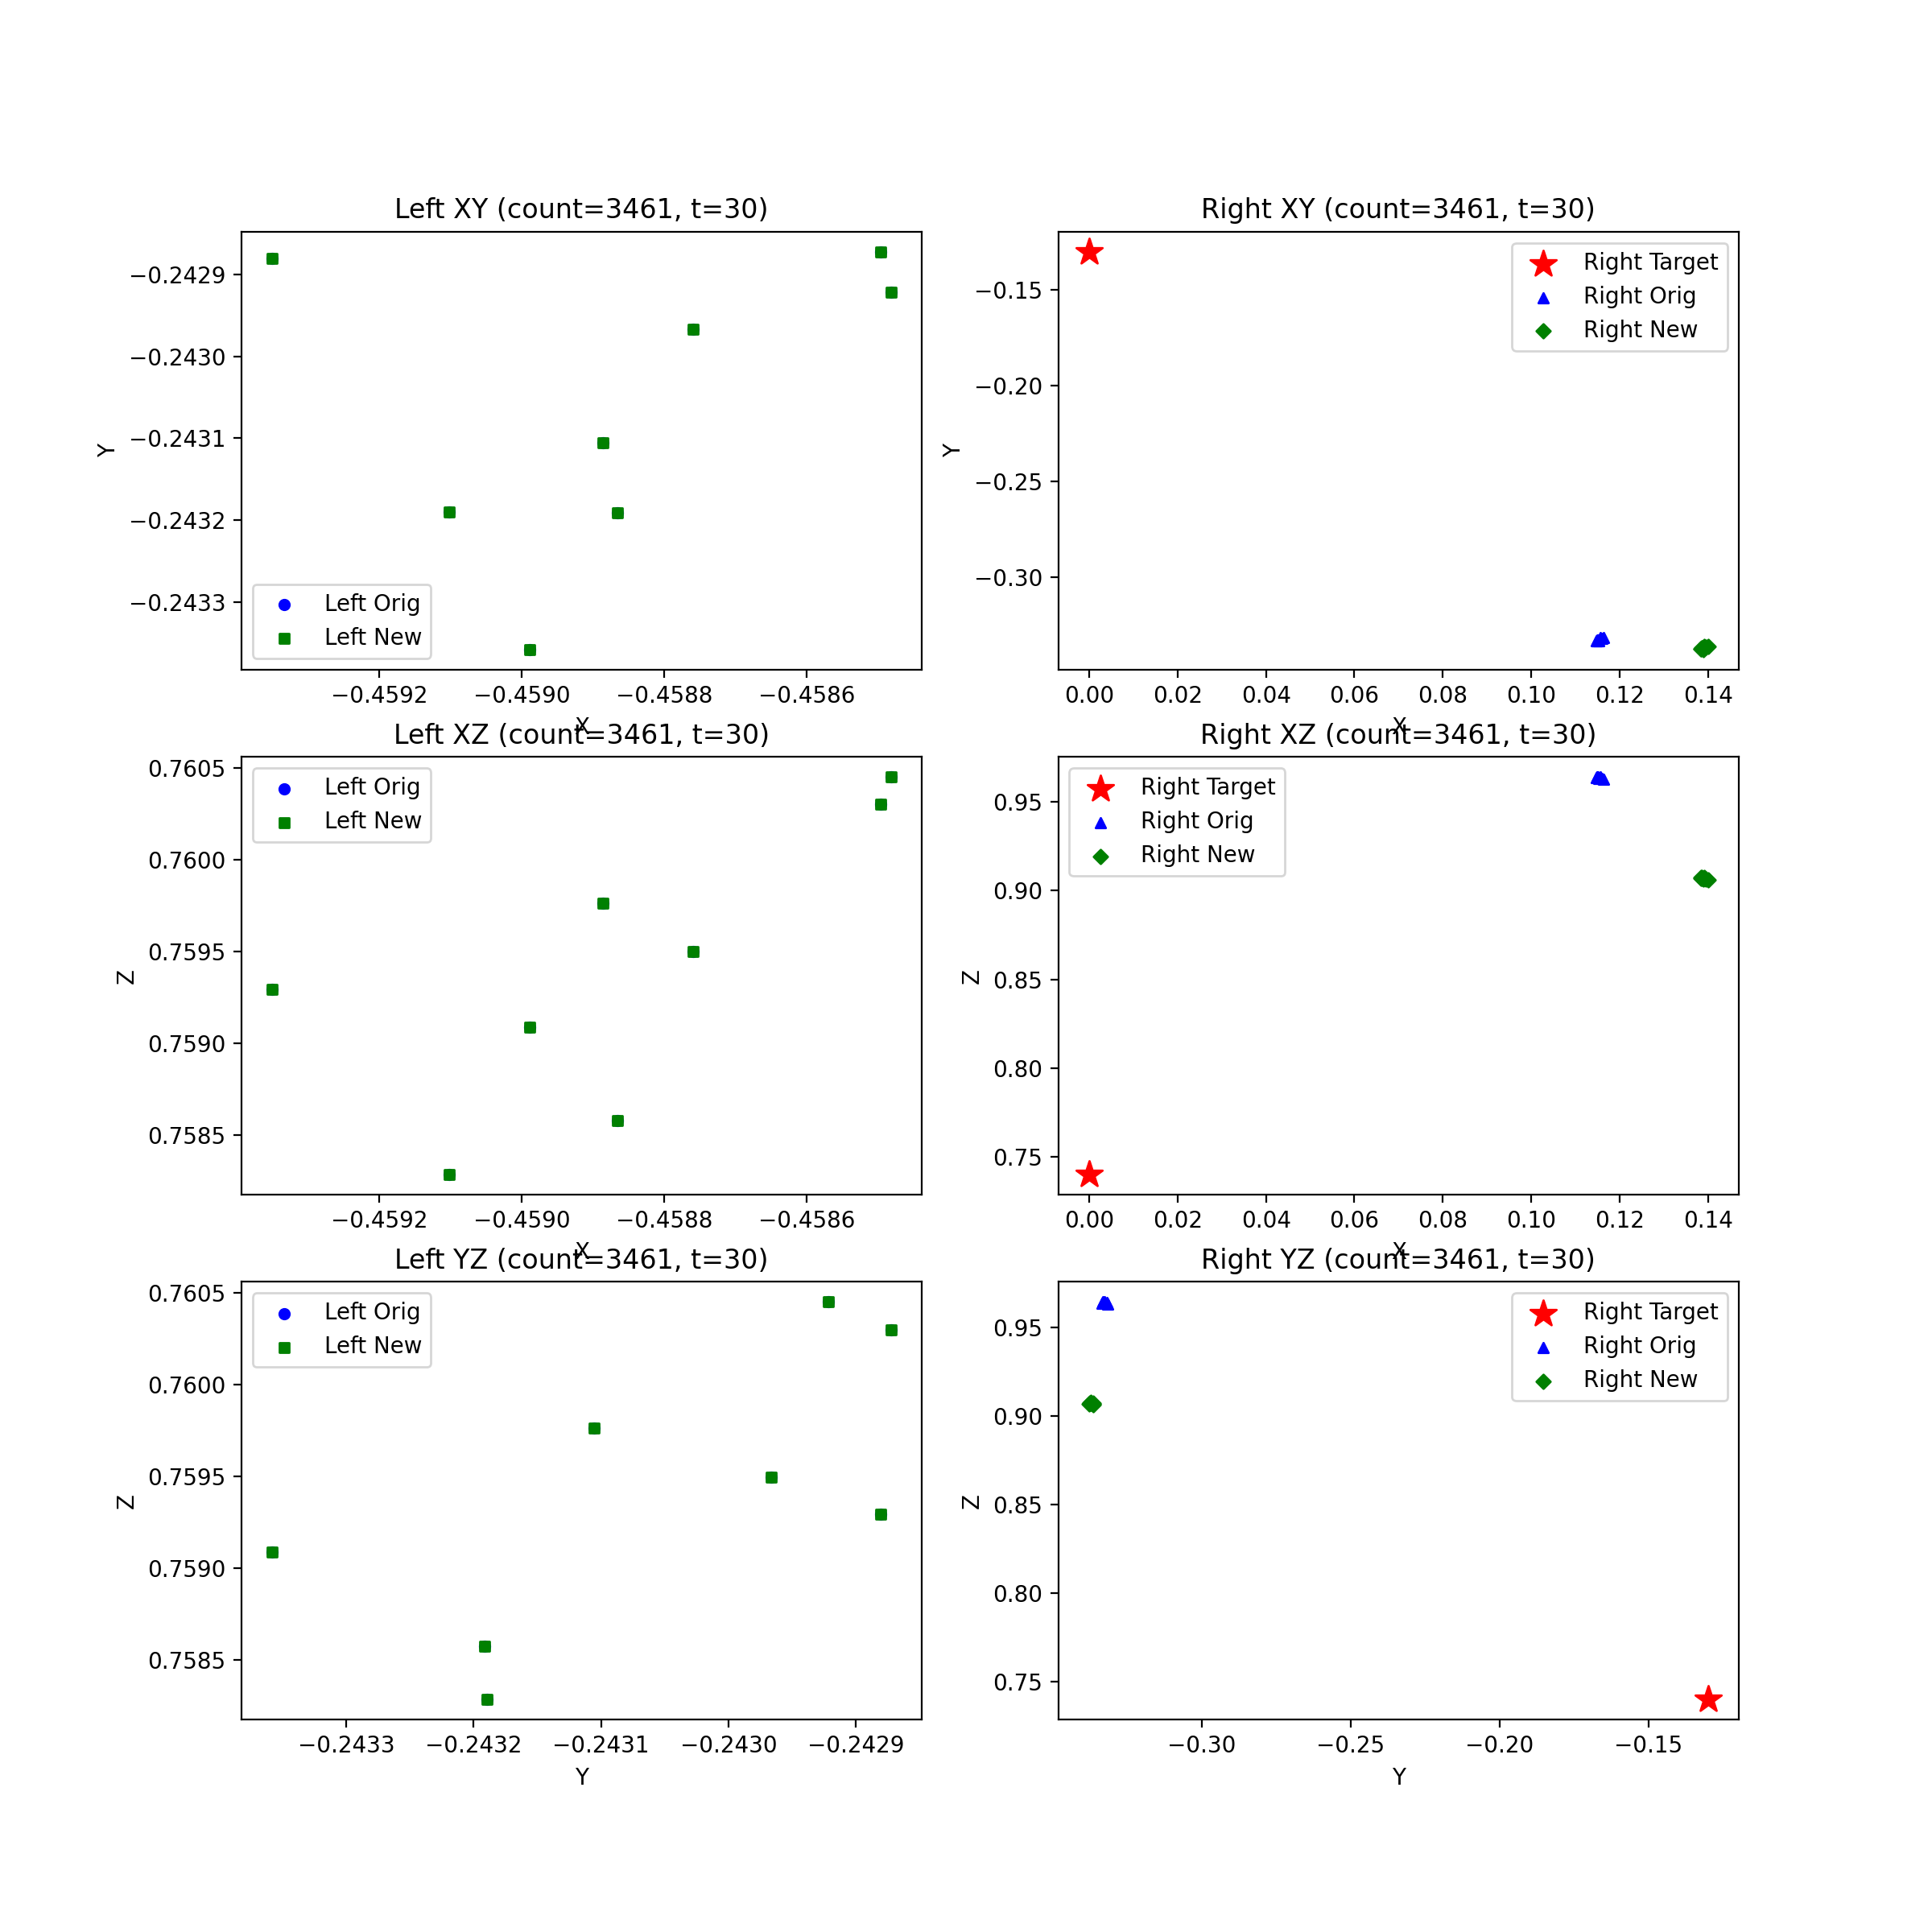 Left XY (count=3461, t=30)
Y
−0.2429
−0.2430
−0.2431
−0.2432
−0.2433
Left Orig
Left New
−0.4592
−0.4590
−0.4588
−0.4586
X
Right XY (count=3461, t=30)
Y
−0.15
−0.20
−0.25
−0.30
Right Target
Right Orig
Right New
0.00
0.02
0.04
0.06
0.08
0.10
0.12
0.14
X
Left XZ (count=3461, t=30)
Z
0.7605
0.7600
0.7595
0.7590
0.7585
Left Orig
Left New
−0.4592
−0.4590
−0.4588
−0.4586
X
Right XZ (count=3461, t=30)
Z
0.95
0.90
0.85
0.80
0.75
Right Target
Right Orig
Right New
0.00
0.02
0.04
0.06
0.08
0.10
0.12
0.14
X
Left YZ (count=3461, t=30)
Z
0.7605
0.7600
0.7595
0.7590
0.7585
Left Orig
Left New
−0.2433
−0.2432
−0.2431
−0.2430
−0.2429
Y
Right YZ (count=3461, t=30)
Z
0.95
0.90
0.85
0.80
0.75
Right Target
Right Orig
Right New
−0.30
−0.25
−0.20
−0.15
Y